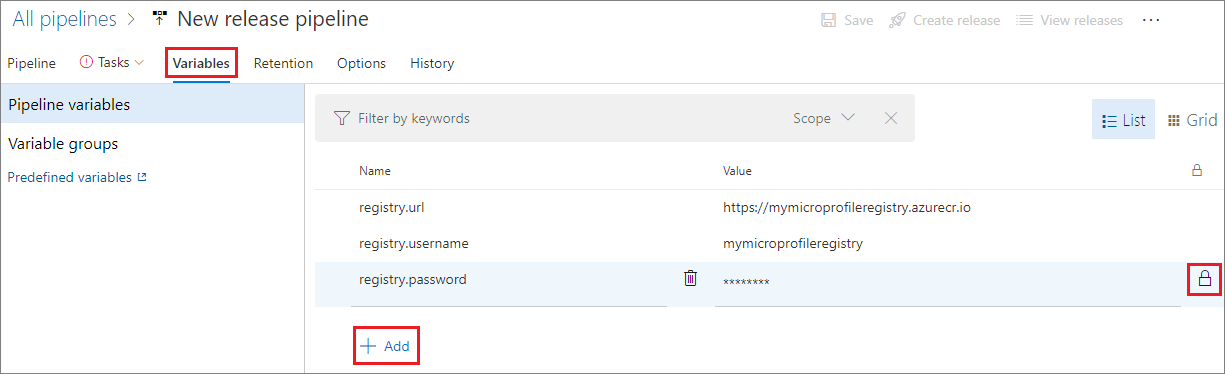 All pipelines > New release pipeline Save Create release View releases ...
Pipeline Tasks Variables Retention Options History
Pipeline variables
Variable groups
Predefined variables
Filter by keywords Scope List Grid
Name Value
registry.url https://mymicroprofileregistry.azurecr.io
registry.username mymicroprofileregistry
registry.password ********
+ Add